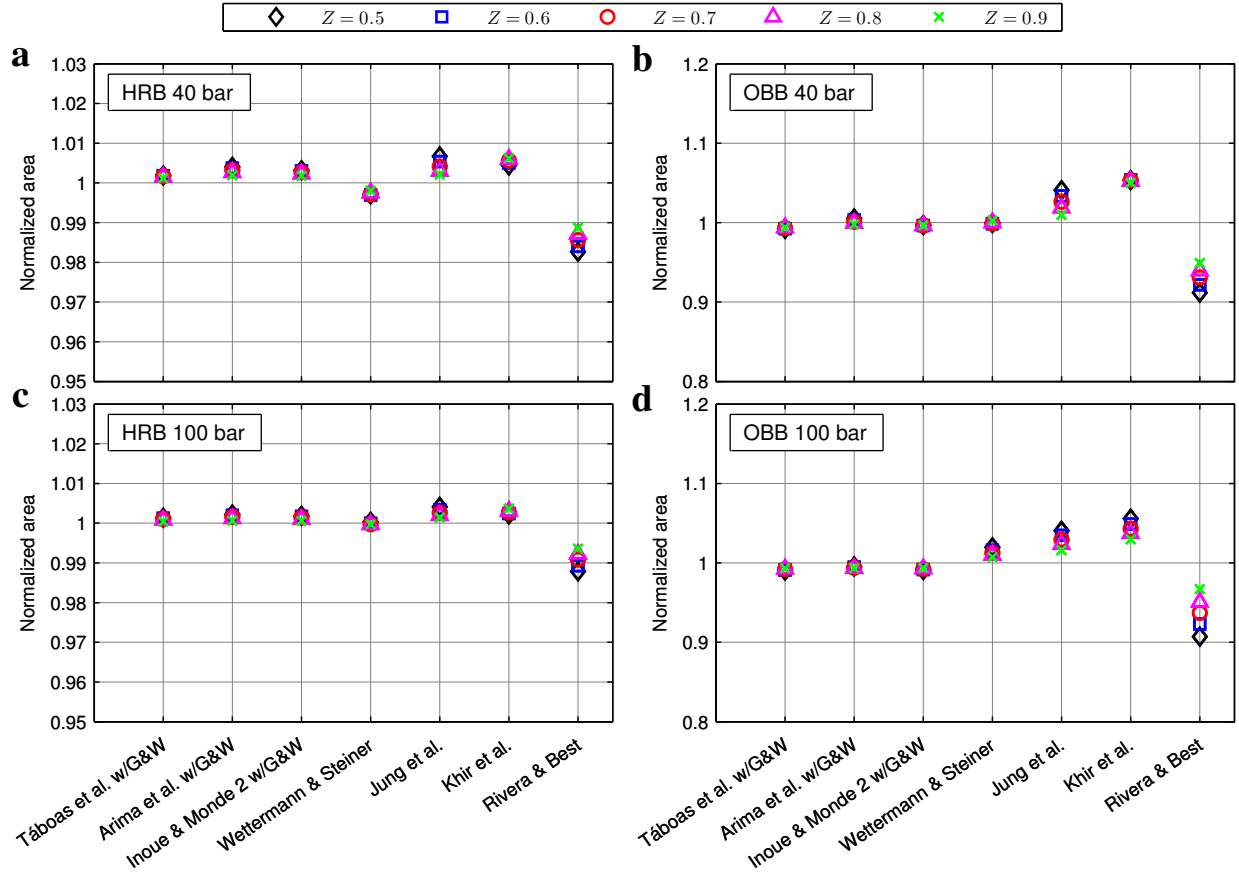 Z = 0.5 Z = 0.6 Z = 0.7 Z = 0.8 Z = 0.9
a
HRB 40 bar
Normalized area
1.03
1.02
1.01
1
0.99
0.98
0.97
0.96
0.95
b
OBB 40 bar
Normalized area
1.2
1.1
1
0.9
0.8
c
HRB 100 bar
Normalized area
1.03
1.02
1.01
1
0.99
0.98
0.97
0.96
0.95
Táboas et al. w/G&W
Arima et al. w/G&W
Inoue & Monde 2 w/G&W
Wettermann & Steiner
Jung et al.
Khir et al.
Rivera & Best
d
OBB 100 bar
Normalized area
1.2
1.1
1
0.9
0.8
Táboas et al. w/G&W
Arima et al. w/G&W
Inoue & Monde 2 w/G&W
Wettermann & Steiner
Jung et al.
Khir et al.
Rivera & Best